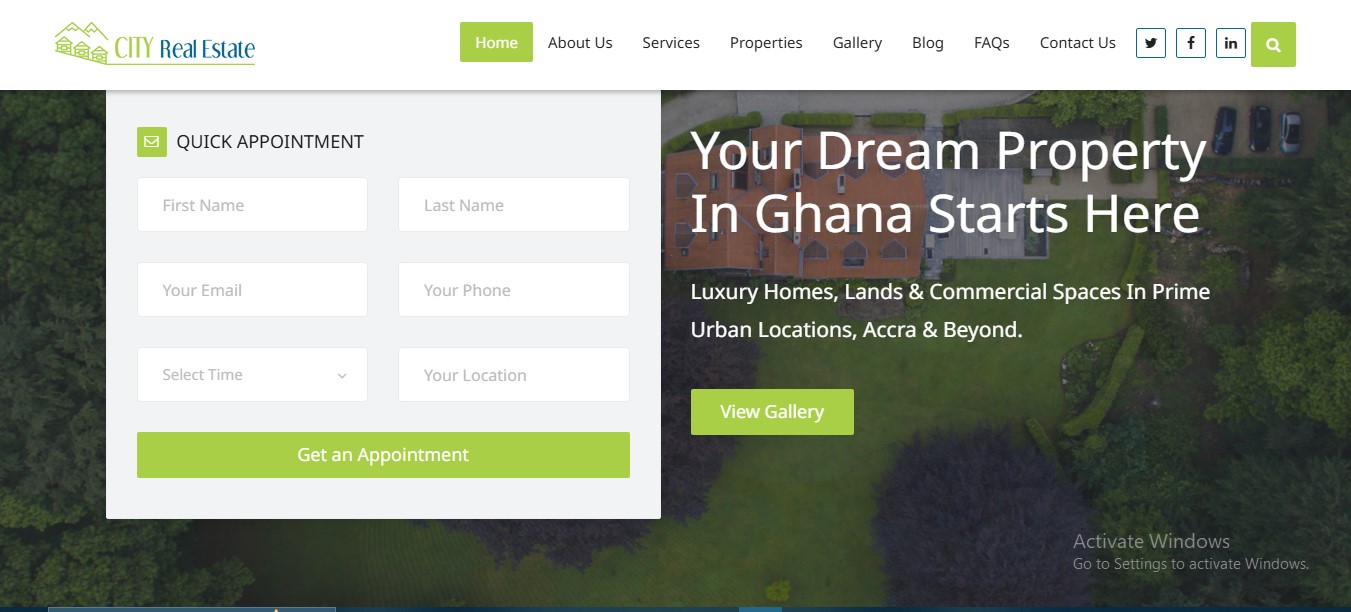 CITY Real Estate
Home About Us Services Properties Gallery Blog FAQs Contact Us
QUICK APPOINTMENT
First Name Last Name
Your Email Your Phone
Select Time Your Location
Get an Appointment
Your Dream Property
In Ghana Starts Here
Luxury Homes, Lands & Commercial Spaces In Prime
Urban Locations, Accra & Beyond.
View Gallery
Activate Windows
Go to Settings to activate Windows.